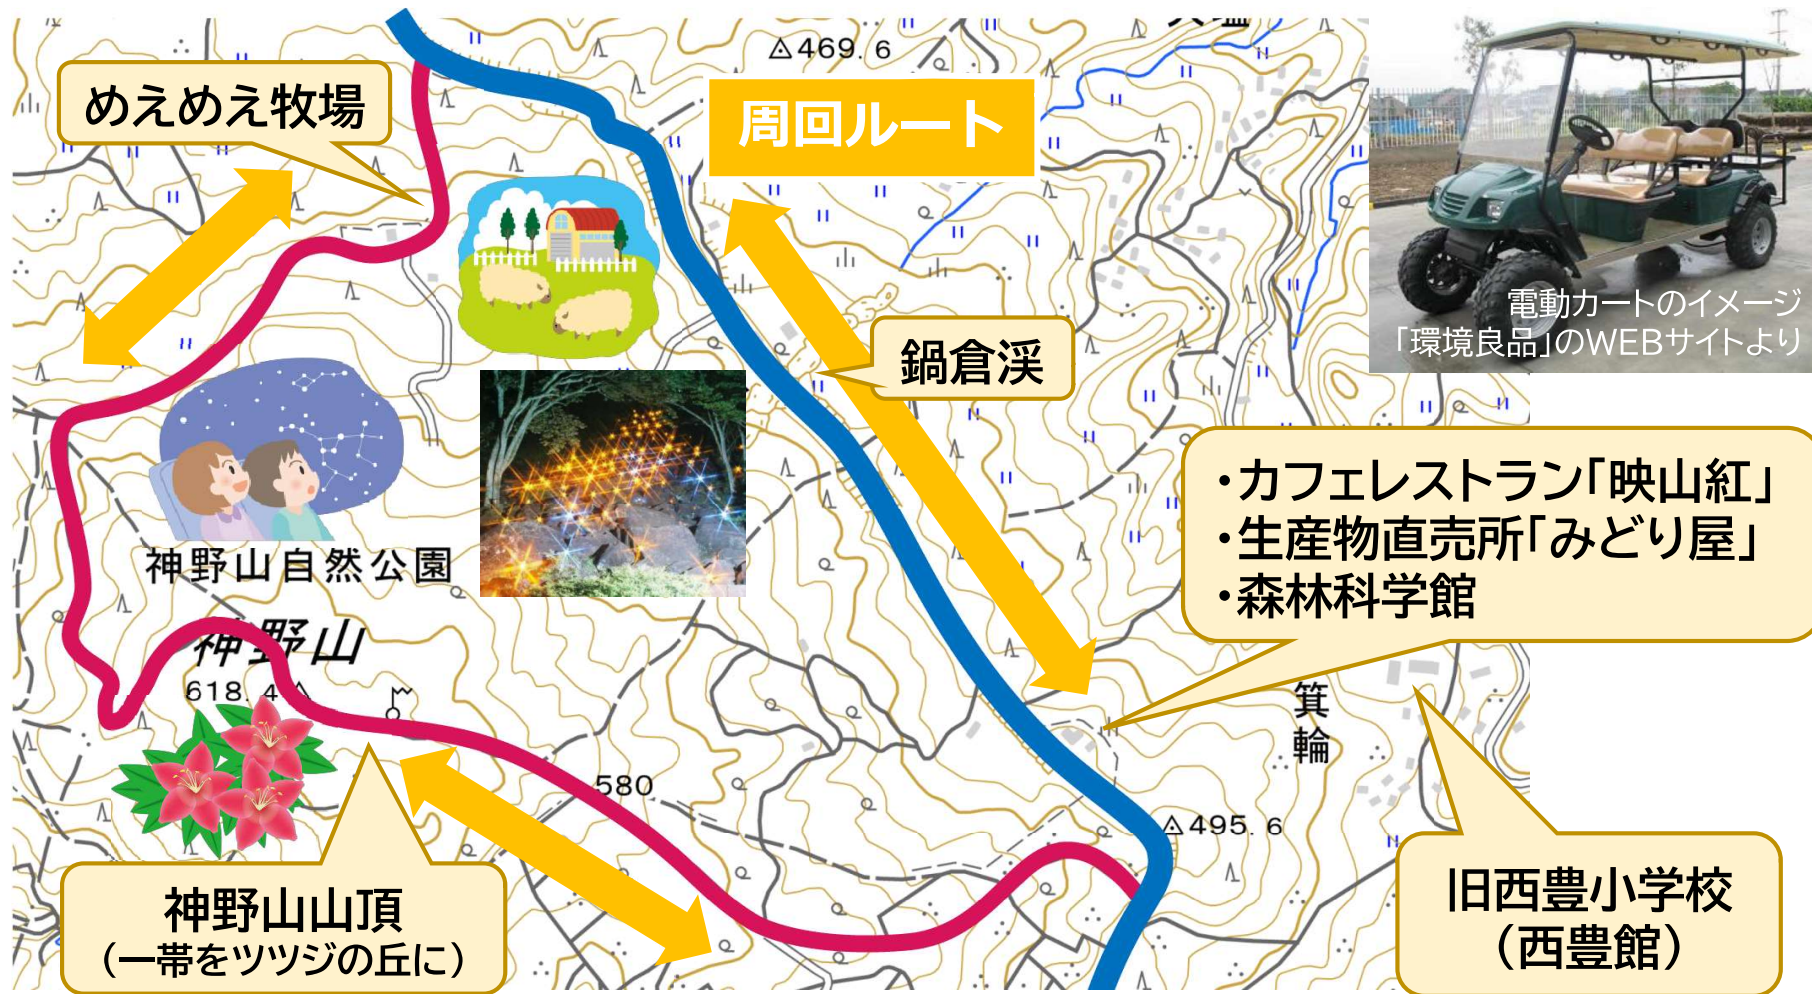 △469.6
めえめえ牧場
周回ルート
電動カートのイメージ
「環境良品」のWEBサイトより
鍋倉渓
・カフェレストラン「映山紅」
・生産物直売所「みどり屋」
・森林科学館
神野山自然公園
神野山
618.4
箕輪
580
△495.6
神野山山頂
（一帯をツツジの丘に）
旧西豊小学校
（西豊館）